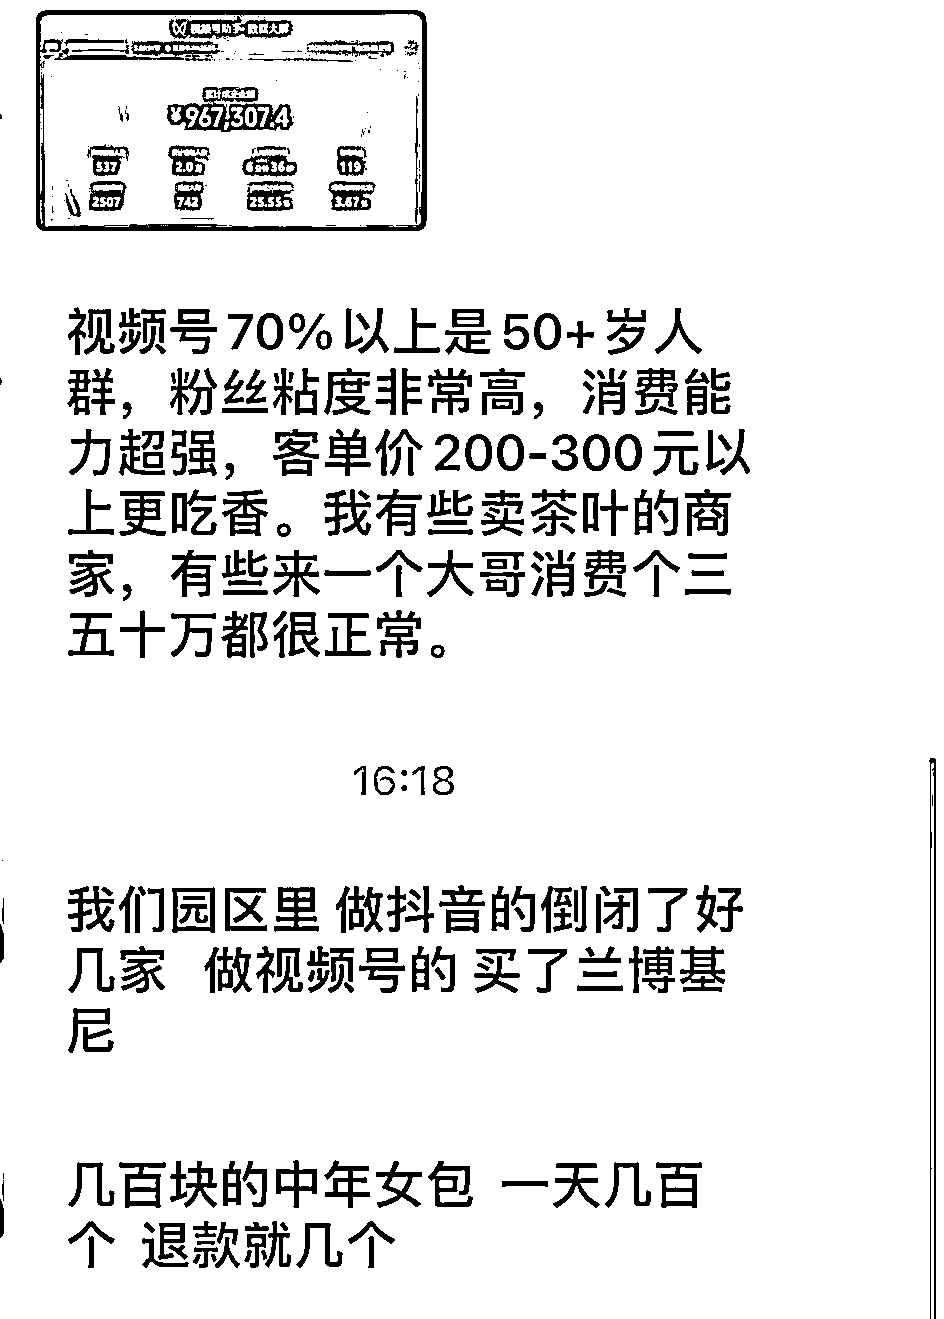 ¥967,307.4
537
119
2507
742
25.55%
3.67%
视频号70%以上是50+岁人
群，粉丝粘度非常高，消费能
力超强，客单价200-300元以
上更吃香。我有些卖茶叶的商
家，有些来一个大哥消费个三
五十万都很正常。
16:18
我们园区里 做抖音的倒闭了好
几家 做视频号的 买了兰博基
尼
几百块的中年女包 一天几百
个 退款就几个